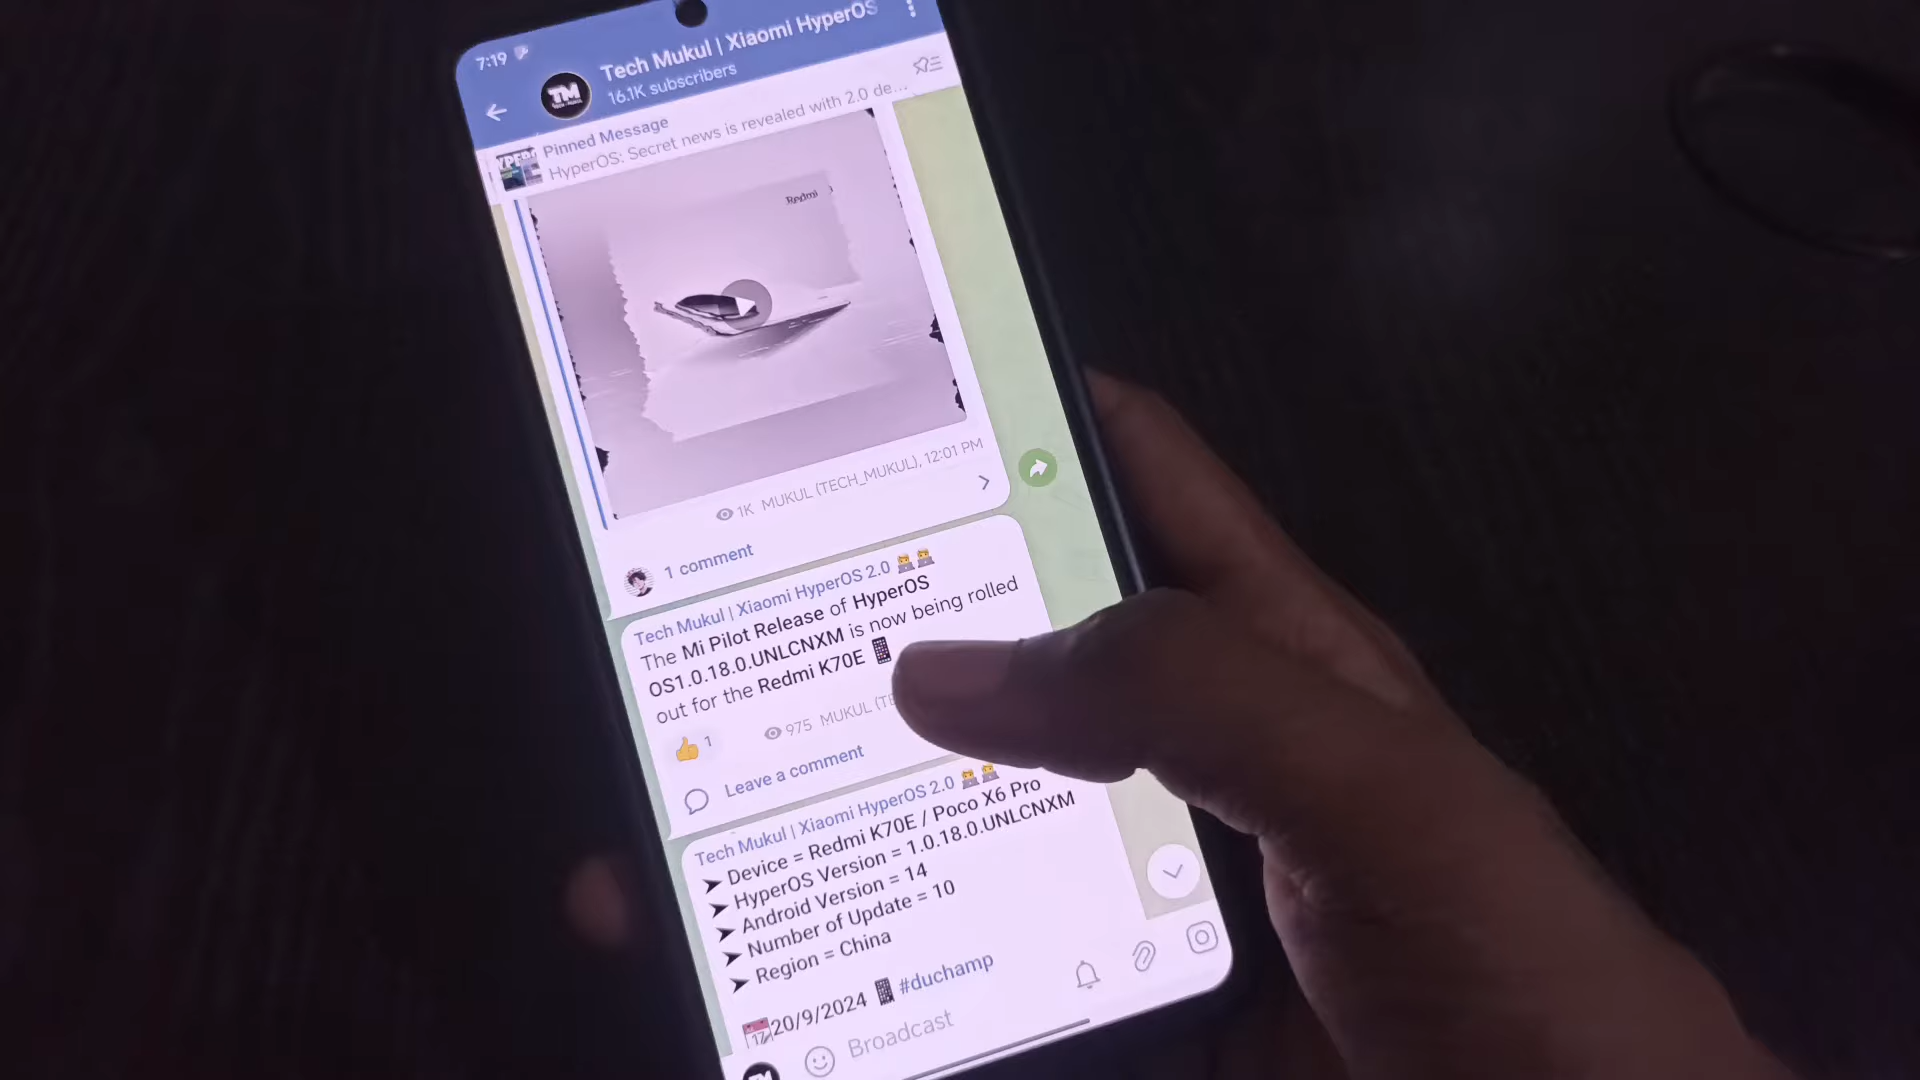 7:19
Tech Mukul | Xiaomi HyperOS
16.1K subscribers
TM
Pinned Message
HyperOS: Secret news is revealed with 2.0 de...
Redmi
1K MUKUL (TECH_MUKUL), 12:01 PM
1 comment
Tech Mukul | Xiaomi HyperOS 2.0
The Mi Pilot Release of HyperOS
OS1.0.18.0.UNLCNXM is now being rolled
out for the Redmi K70E
1
975 MUKUL (TE
Leave a comment
Tech Mukul | Xiaomi HyperOS 2.0
➤ Device = Redmi K70E / Poco X6 Pro
➤ HyperOS Version = 1.0.18.0.UNLCNXM
➤ Android Version = 14
➤ Number of Update = 10
➤ Region = China
20/9/2024 #duchamp
Broadcast